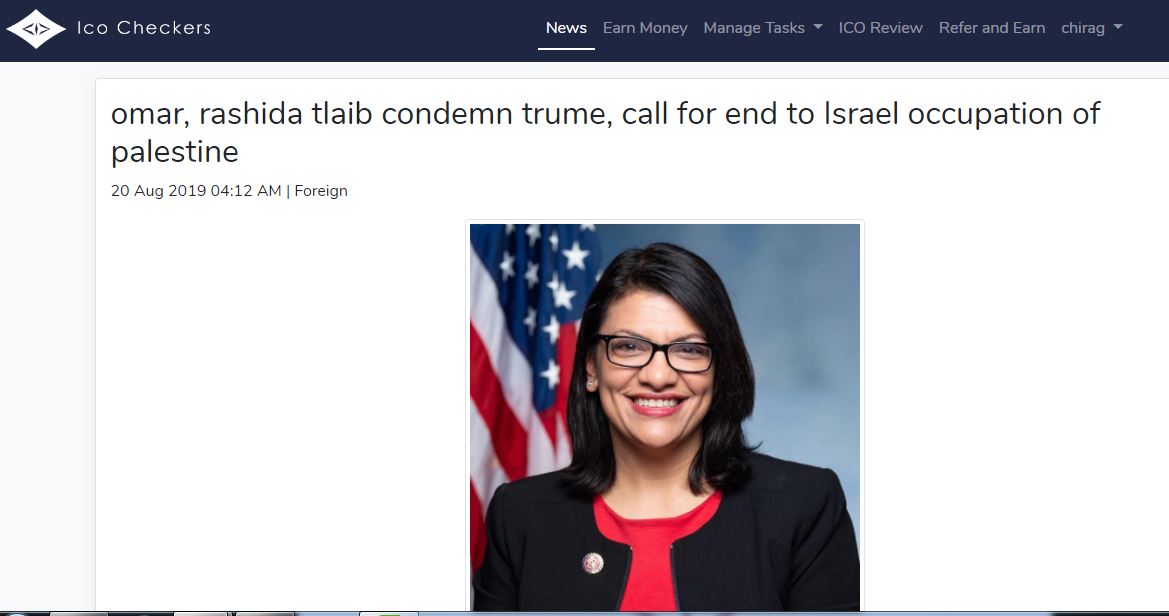 Ico Checkers
News Earn Money Manage Tasks ICO Review Refer and Earn chirag
omar, rashida tlaib condemn trume, call for end to Israel occupation of
palestine
20 Aug 2019 04:12 AM | Foreign